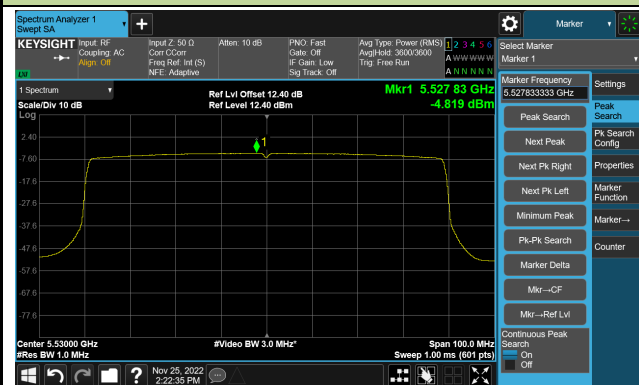 Spectrum Analyzer 1
Swept SA
+
Marker
KEYSIGHT
Input: RF
Coupling: AC
Align: Off
Input Z: 50 Ω
Corr CCorr
Freq Ref: Int (S)
NFE: Adaptive
Atten: 10 dB
PNO: Fast
Gate: Off
IF Gain: Low
Sig Track: Off
Avg Type: Power (RMS)
Avg|Hold: 3600/3600
Trig: Free Run
1 2 3 4 5 6
A W W W W W
A N N N N N
LXI
Select Marker
Marker 1
1 Spectrum
Scale/Div 10 dB
Log
Ref Lvl Offset 12.40 dB
Ref Level 12.40 dBm
Mkr1 5.527 83 GHz
-4.819 dBm
1
2.40
-7.60
-17.6
-27.6
-37.6
-47.6
-57.6
-67.6
-77.6
Center 5.53000 GHz
#Res BW 1.0 MHz
#Video BW 3.0 MHz*
Span 100.0 MHz
Sweep 1.00 ms (601 pts)
Marker Frequency
5.527833333 GHz
Peak Search
Next Peak
Next Pk Right
Next Pk Left
Minimum Peak
Pk-Pk Search
Marker Delta
Mkr→CF
Mkr→Ref Lvl
Continuous Peak
Search
On
Off
Settings
Peak
Search
Pk Search
Config
Properties
Marker
Function
Marker→
Counter
?
Nov 25, 2022
2:22:35 PM